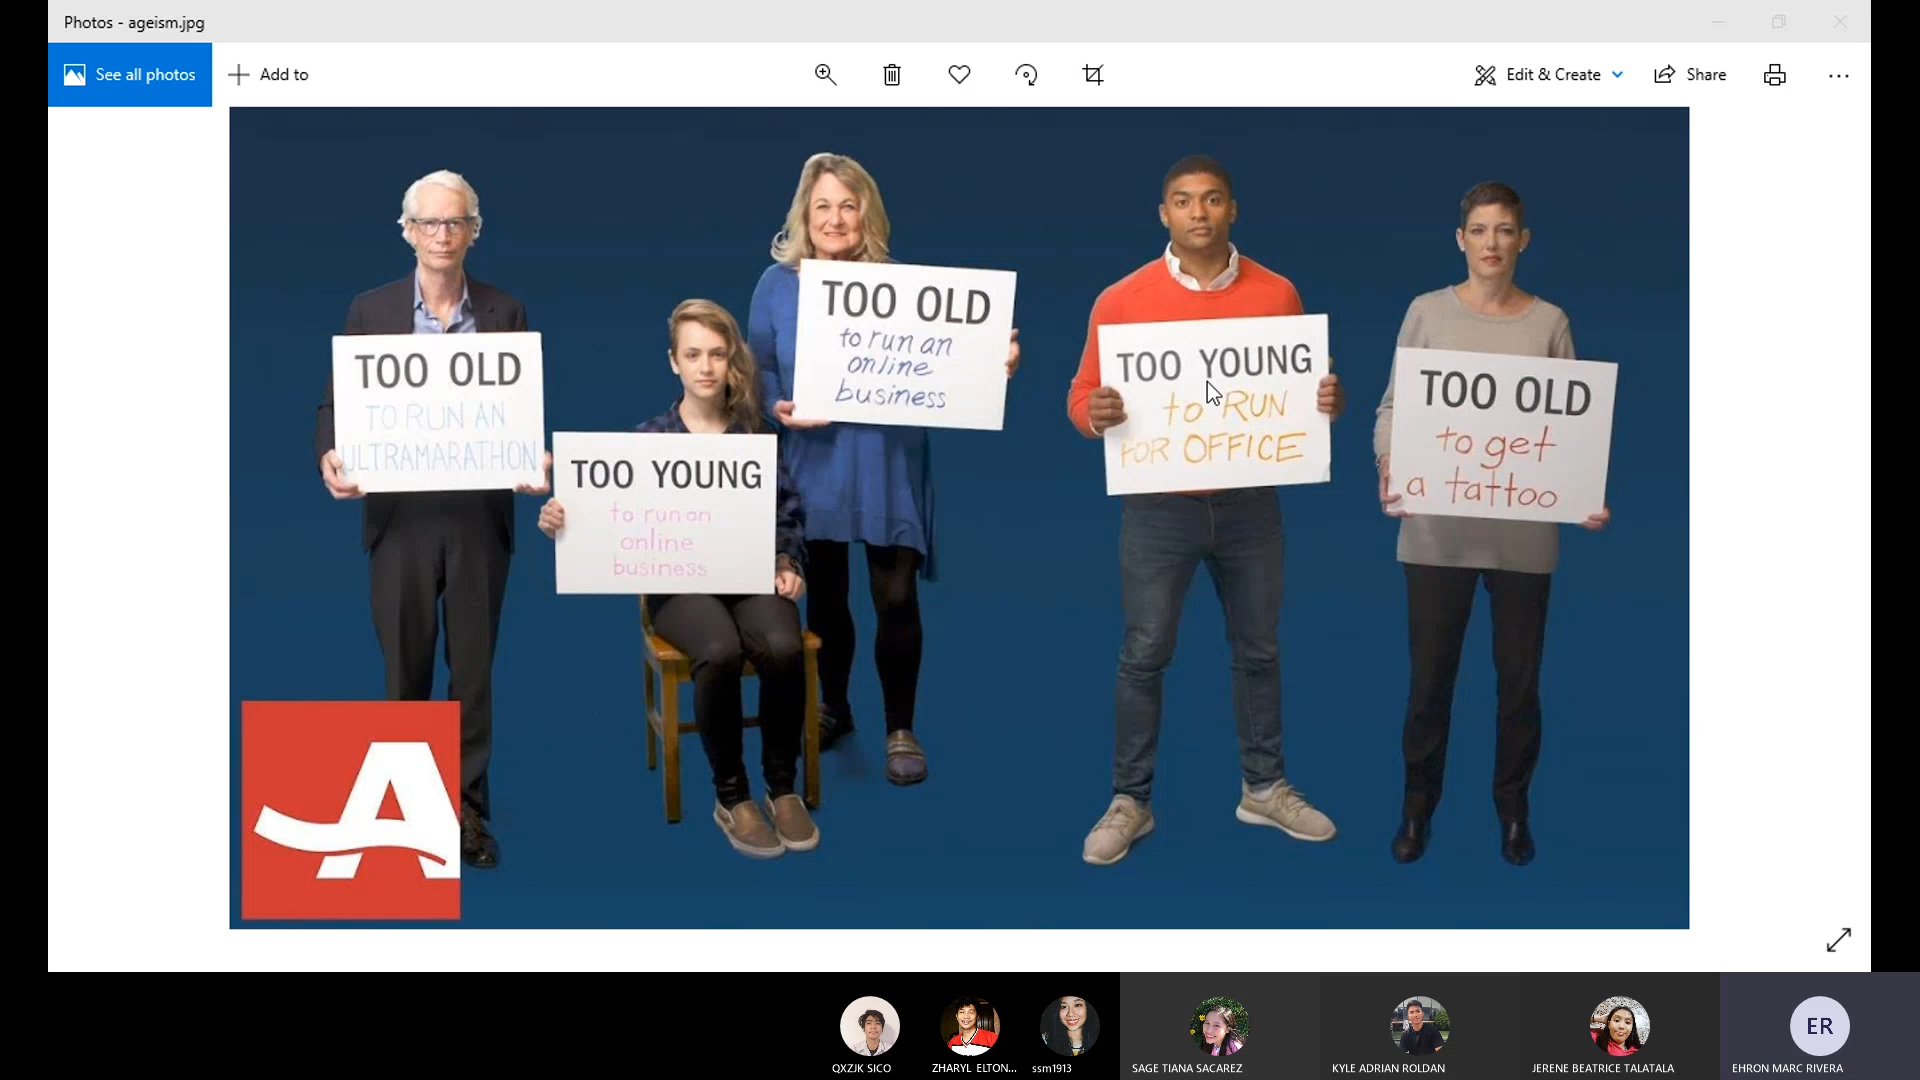 Photos - ageism.jpg
See all photos
Add to
Edit & Create
Share
TOO OLD
TO RUN AN
ULTRAMARATHON
TOO YOUNG
to run an
online
business
TOO OLD
to run an
online
business
TOO YOUNG
to RUN
FOR OFFICE
TOO OLD
to get
a tattoo
A
ER
QXZJK SICO
ZHARYL ELTON...
ssm1913
SAGE TIANA SACAREZ
KYLE ADRIAN ROLDAN
JERENE BEATRICE TALATALA
EHRON MARC RIVERA